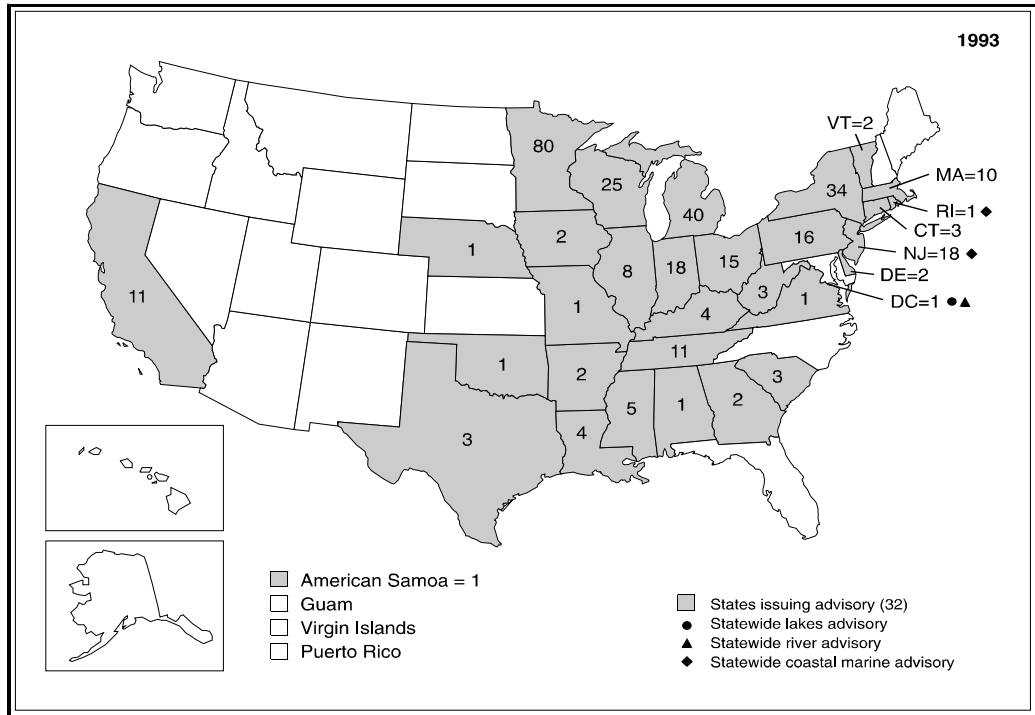 1993
VT=2
80
MA=10
25
34
RI=1
40
CT=3
2
16
NJ=18
1
8
18
15
DE=2
11
3
1
DC=1
1
4
1
11
2
3
5
1
2
3
4
American Samoa = 1
Guam
Virgin Islands
Puerto Rico
States issuing advisory (32)
Statewide lakes advisory
Statewide river advisory
Statewide coastal marine advisory